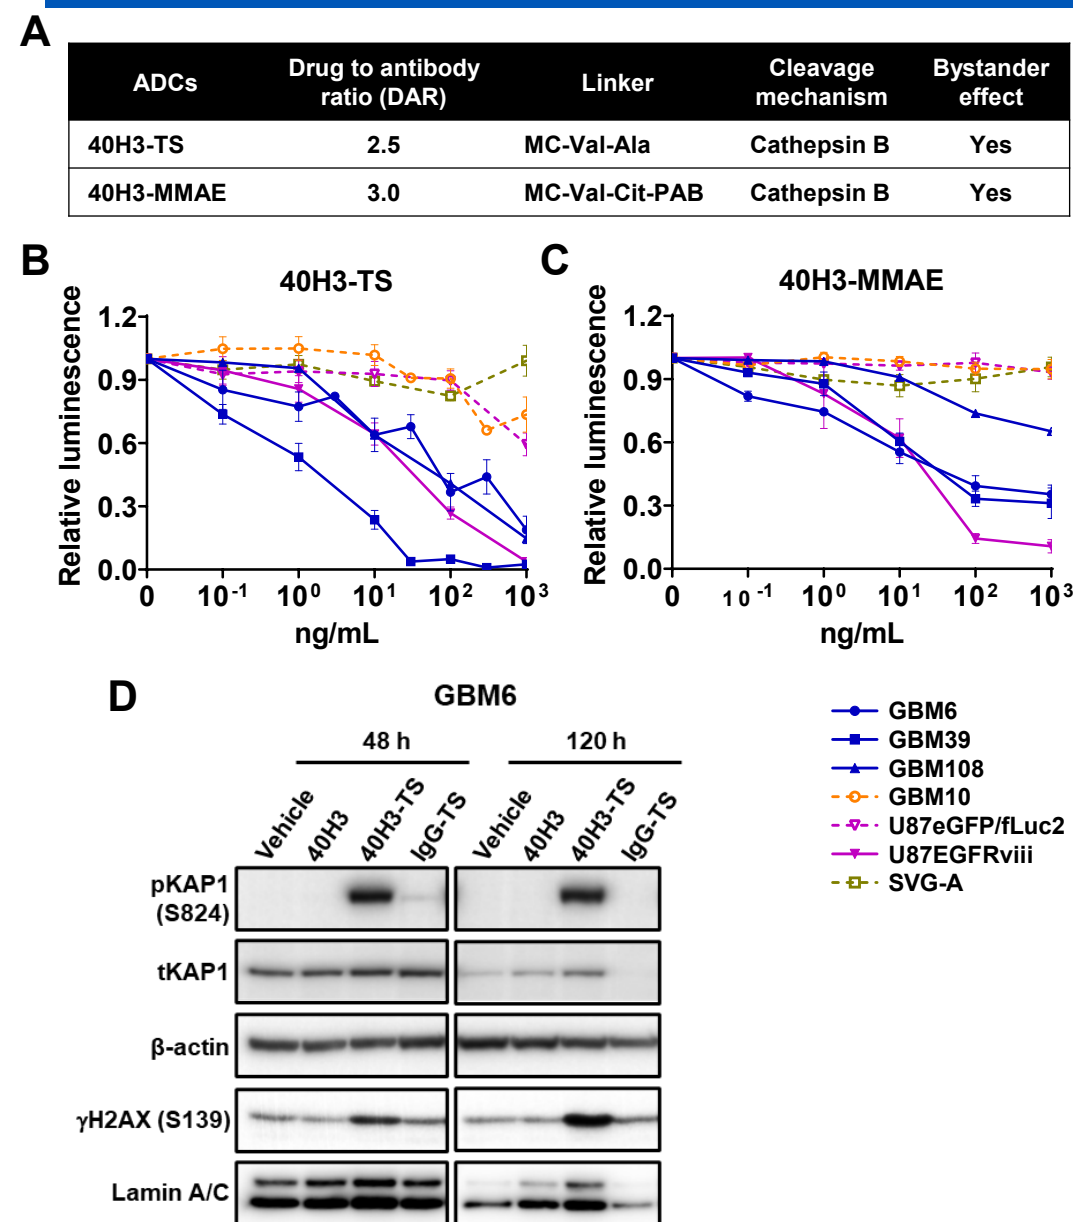 A
ADCs
Drug to antibody
ratio (DAR)
Linker
Cleavage
mechanism
Bystander
effect
40H3-TS 2.5 MC-Val-Ala Cathepsin B Yes
40H3-MMAE 3.0 MC-Val-Cit-PAB Cathepsin B Yes
B
40H3-TS
Relative luminescence
1.2
0.9
0.6
0.3
0.0
0 10⁻¹ 10⁰ 10¹ 10² 10³
ng/mL
C
40H3-MMAE
Relative luminescence
1.2
0.9
0.6
0.3
0.0
0 10⁻¹ 10⁰ 10¹ 10² 10³
ng/mL
D
GBM6
48 h 120 h
Vehicle 40H3 40H3-TS IgG-TS Vehicle 40H3 40H3-TS IgG-TS
pKAP1
(S824)
tKAP1
β-actin
γH2AX (S139)
Lamin A/C
GBM6
GBM39
GBM108
GBM10
U87eGFP/fLuc2
U87EGFRviii
SVG-A